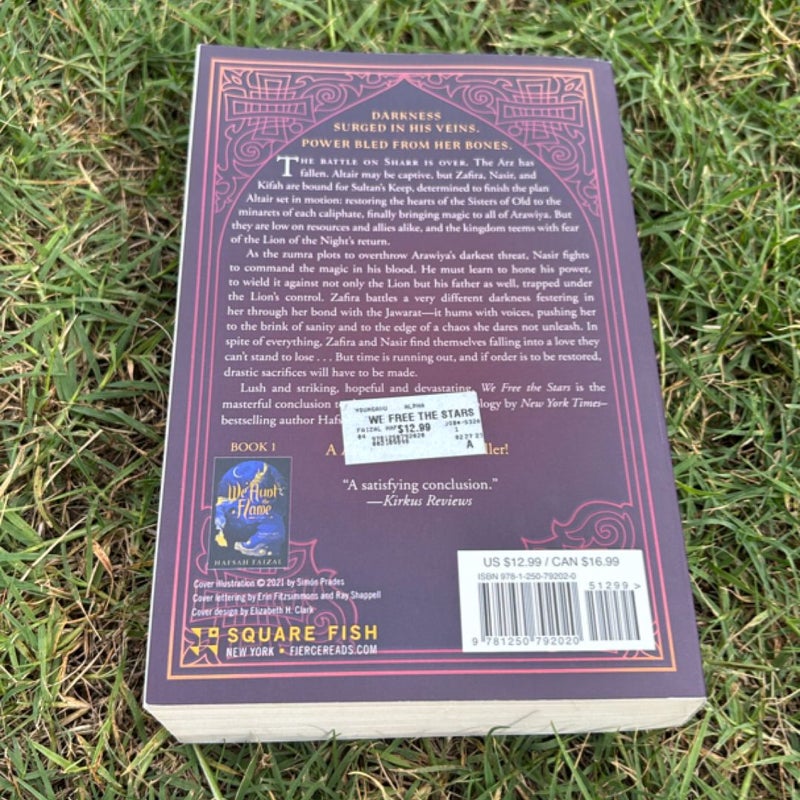 DARKNESS
SURGED IN HIS VEINS.
POWER BLED FROM HER BONES.
THE BATTLE ON SHARR IS OVER. The Arz has
fallen. Altair may be captive, but Zafira, Nasir, and
Kifah are bound for Sultan's Keep, determined to finish the plan
Altair set in motion: restoring the hearts of the Sisters of Old to the
minarets of each caliphate, finally bringing magic to all of Arawiya. But
they are low on resources and allies alike, and the kingdom teems with fear
of the Lion of the Night's return.
As the zumra plots to overthrow Arawiya's darkest threat, Nasir fights
to command the magic in his blood. He must learn to hone his power,
to wield it against not only the Lion but his father as well, trapped under
the Lion's control. Zafira battles a very different darkness festering in
her through her bond with the Jawarat—it hums with voices, pushing her
to the brink of sanity and to the edge of a chaos she dares not unleash. In
spite of everything, Zafira and Nasir find themselves falling into a love they
can't stand to lose . . . But time is running out, and if order is to be restored,
drastic sacrifices will have to be made.
Lush and striking, hopeful and devastating, We Free the Stars is the
masterful conclusion to by New York Times–
bestselling author
YOUNGADU ALPHA
WE FREE THE STARS
FAIZAL $12.99
A
BOOK 1
A
We Hunt
the
Flame
HAFSAH FAIZAL
"A satisfying conclusion."
—Kirkus Reviews
Cover illustration © 2021 by Simón Prades
Cover lettering by Erin Fitzsimmons and Ray Shappell
Cover design by Elizabeth H. Clark
SQUARE FISH
NEW YORK • FIERCEREADS.COM
US $12.99 / CAN $16.99
ISBN 978-1-250-79202-0
51299>
9 781250 792020